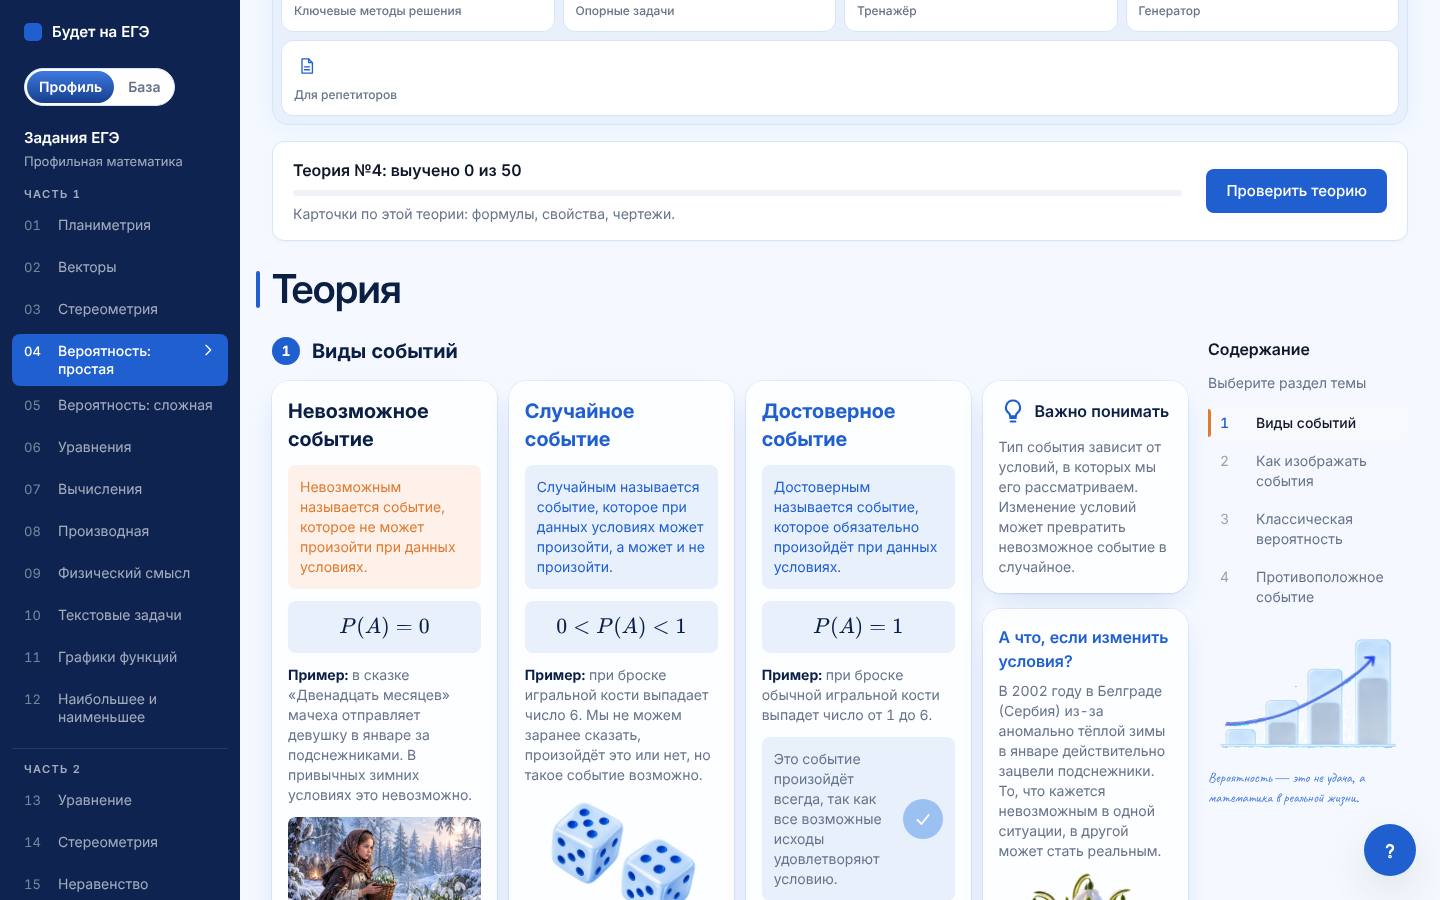 Будет на ЕГЭ
Профиль
База
Задания ЕГЭ
Профильная математика
ЧАСТЬ 1
01 Планиметрия
02 Векторы
03 Стереометрия
04 Вероятность:
простая
05 Вероятность: сложная
06 Уравнения
07 Вычисления
08 Производная
09 Физический смысл
10 Текстовые задачи
11 Графики функций
12 Наибольшее и
наименьшее
ЧАСТЬ 2
13 Уравнение
14 Стереометрия
15 Неравенство
Ключевые методы решения
Опорные задачи
Тренажёр
Генератор
Для репетиторов
Теория №4: выучено 0 из 50
Карточки по этой теории: формулы, свойства, чертежи.
Проверить теорию
Теория
1 Виды событий
Невозможное
событие
Невозможным
называется событие,
которое не может
произойти при данных
условиях.
P(A) = 0
Пример: в сказке
«Двенадцать месяцев»
мачеха отправляет
девушку в январе за
подснежниками. В
привычных зимних
условиях это невозможно.
Случайное
событие
Случайным называется
событие, которое при
данных условиях может
произойти, а может и не
произойти.
0 < P(A) < 1
Пример: при броске
игральной кости выпадает
число 6. Мы не можем
заранее сказать,
произойдёт это или нет, но
такое событие возможно.
Достоверное
событие
Достоверным
называется событие,
которое обязательно
произойдёт при данных
условиях.
P(A) = 1
Пример: при броске
обычной игральной кости
выпадет число от 1 до 6.
Это событие
произойдёт
всегда, так как
все возможные
исходы
удовлетворяют
условию.
Важно понимать
Тип события зависит от
условий, в которых мы
его рассматриваем.
Изменение условий
может превратить
невозможное событие в
случайное.
А что, если изменить
условия?
В 2002 году в Белграде
(Сербия) из-за
аномально тёплой зимы
в январе действительно
зацвели подснежники.
То, что кажется
невозможным в одной
ситуации, в другой
может стать реальным.
Содержание
Выберите раздел темы
1 Виды событий
2 Как изображать
события
3 Классическая
вероятность
4 Противоположное
событие
Вероятность — это не удача, а
математика в реальной жизни.
?